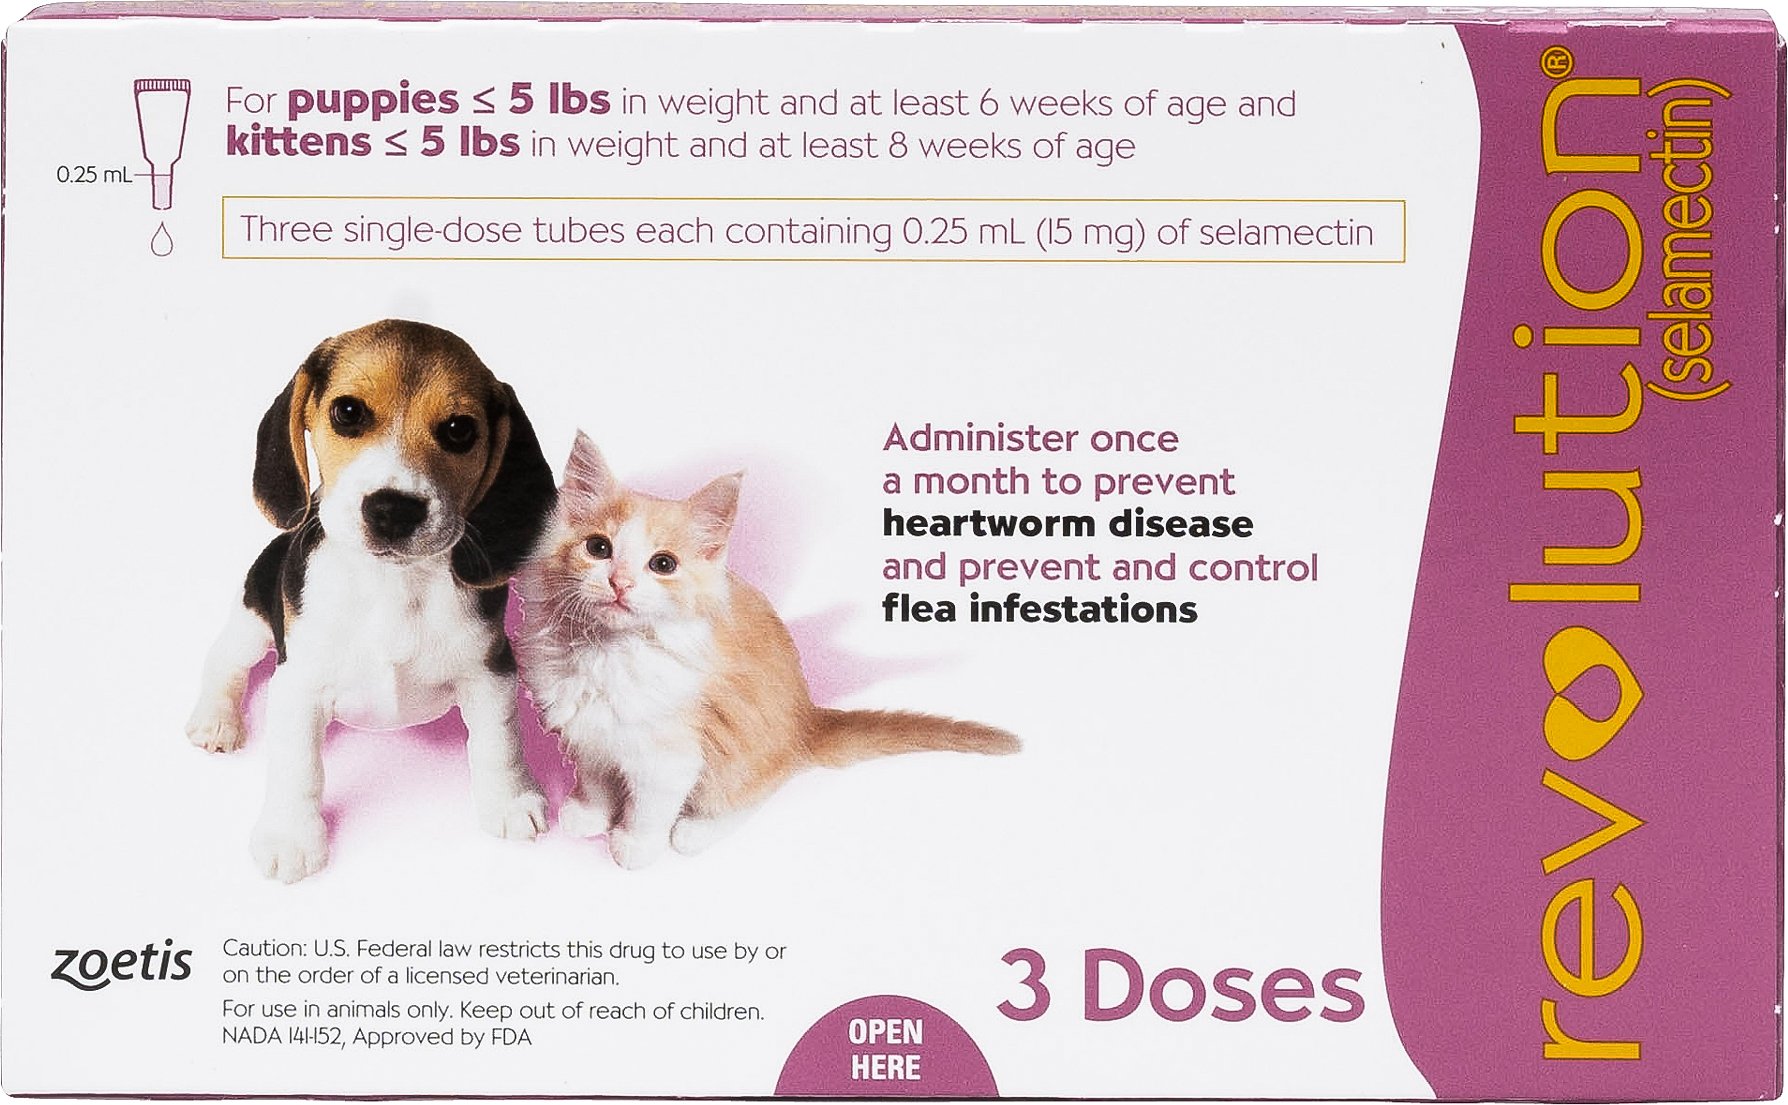 3 Doses
For puppies ≤ 5 lbs in weight and at least 6 weeks of age and
kittens ≤ 5 lbs in weight and at least 8 weeks of age
0.25 mL
Three single-dose tubes each containing 0.25 mL (15 mg) of selamectin
Administer once
a month to prevent
heartworm disease
and prevent and control
flea infestations
revolution®
(selamectin)
zoetis
Caution: U.S. Federal law restricts this drug to use by or
on the order of a licensed veterinarian.
For use in animals only. Keep out of reach of children.
NADA 141-152, Approved by FDA
OPEN
HERE
3 Doses